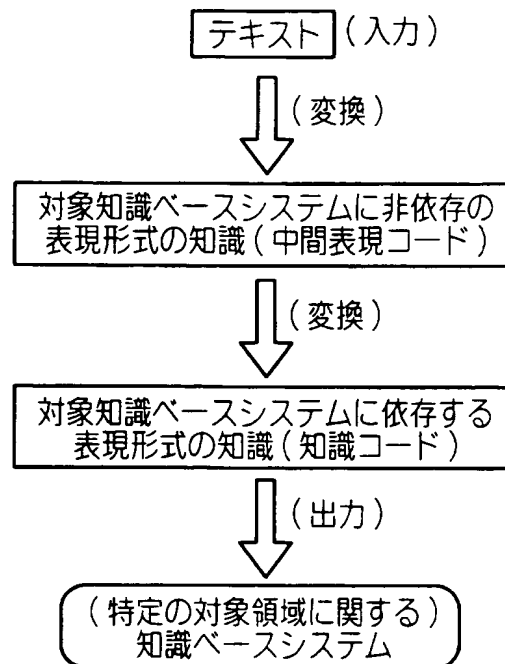 テキスト (入力)
(変換)
対象知識ベースシステムに非依存の
表現形式の知識(中間表現コード)
(変換)
対象知識ベースシステムに依存する
表現形式の知識(知識コード)
(出力)
(特定の対象領域に関する)
知識ベースシステム